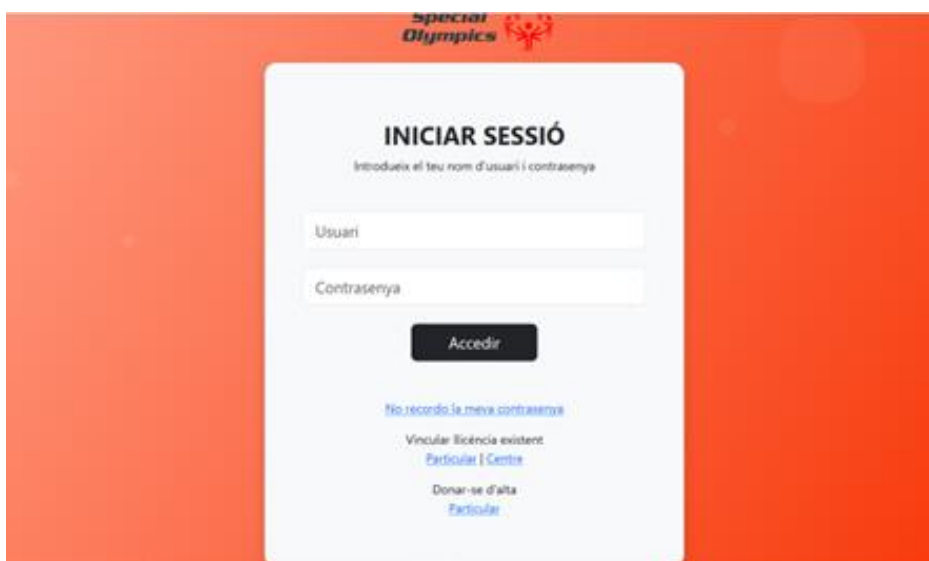 Special
Olympics
INICIAR SESSIÓ
Introdueix el teu nom d'usuari i contrasenya
Usuari
Contrasenya
Accedir
No recordo la meva contrasenya
Vincular llicència existent
Particular | Centre
Donar-se d'alta
Particular